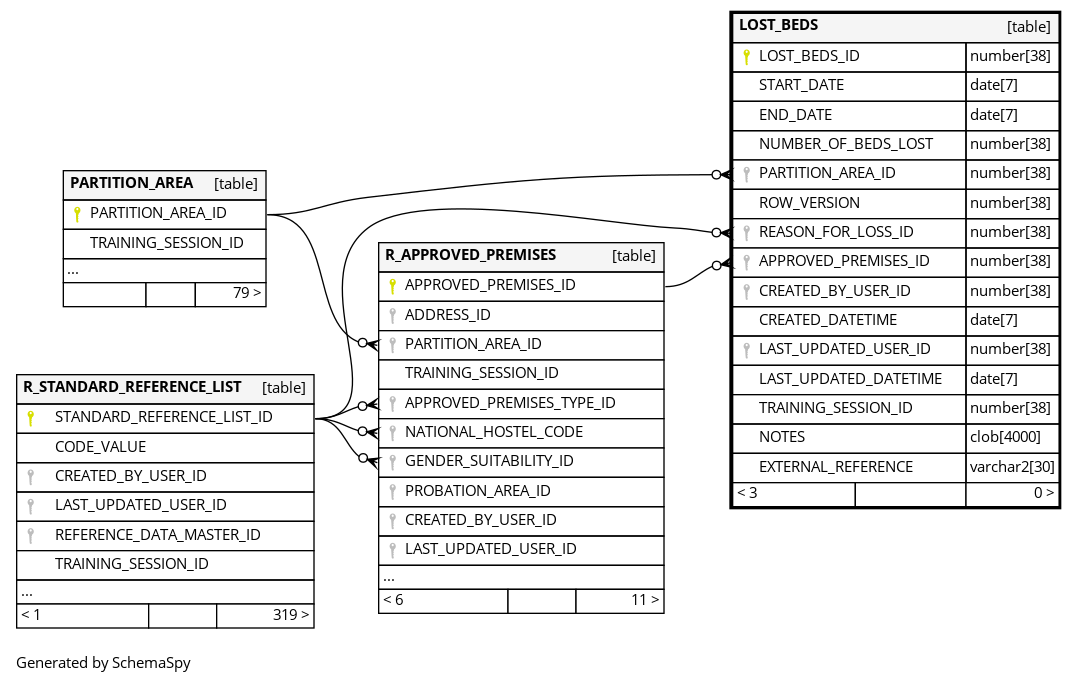 LOST_BEDS [table]
LOST_BEDS_ID number[38]
START_DATE date[7]
END_DATE date[7]
NUMBER_OF_BEDS_LOST number[38]
PARTITION_AREA_ID number[38]
ROW_VERSION number[38]
REASON_FOR_LOSS_ID number[38]
APPROVED_PREMISES_ID number[38]
CREATED_BY_USER_ID number[38]
CREATED_DATETIME date[7]
LAST_UPDATED_USER_ID number[38]
LAST_UPDATED_DATETIME date[7]
TRAINING_SESSION_ID number[38]
NOTES clob[4000]
EXTERNAL_REFERENCE varchar2[30]
< 3 0 >
PARTITION_AREA [table]
PARTITION_AREA_ID
TRAINING_SESSION_ID
...
79 >
R_APPROVED_PREMISES [table]
APPROVED_PREMISES_ID
ADDRESS_ID
PARTITION_AREA_ID
TRAINING_SESSION_ID
APPROVED_PREMISES_TYPE_ID
NATIONAL_HOSTEL_CODE
GENDER_SUITABILITY_ID
PROBATION_AREA_ID
CREATED_BY_USER_ID
LAST_UPDATED_USER_ID
...
< 6 11 >
R_STANDARD_REFERENCE_LIST [table]
STANDARD_REFERENCE_LIST_ID
CODE_VALUE
CREATED_BY_USER_ID
LAST_UPDATED_USER_ID
REFERENCE_DATA_MASTER_ID
TRAINING_SESSION_ID
...
< 1 319 >
Generated by SchemaSpy